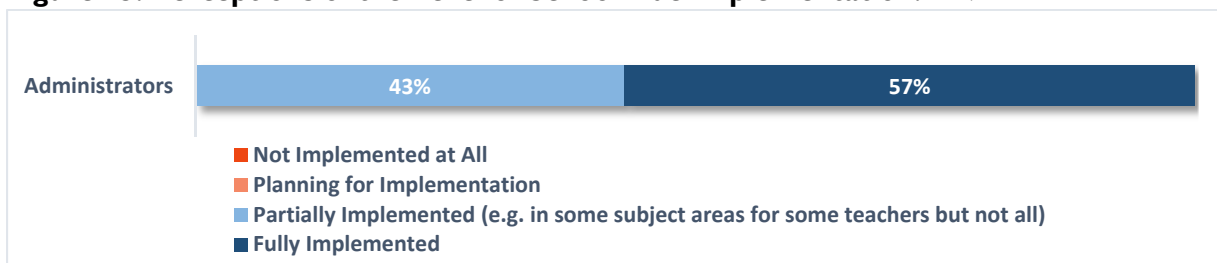 Administrators
43%
57%
Not Implemented at All
Planning for Implementation
Partially Implemented (e.g. in some subject areas for some teachers but not all)
Fully Implemented